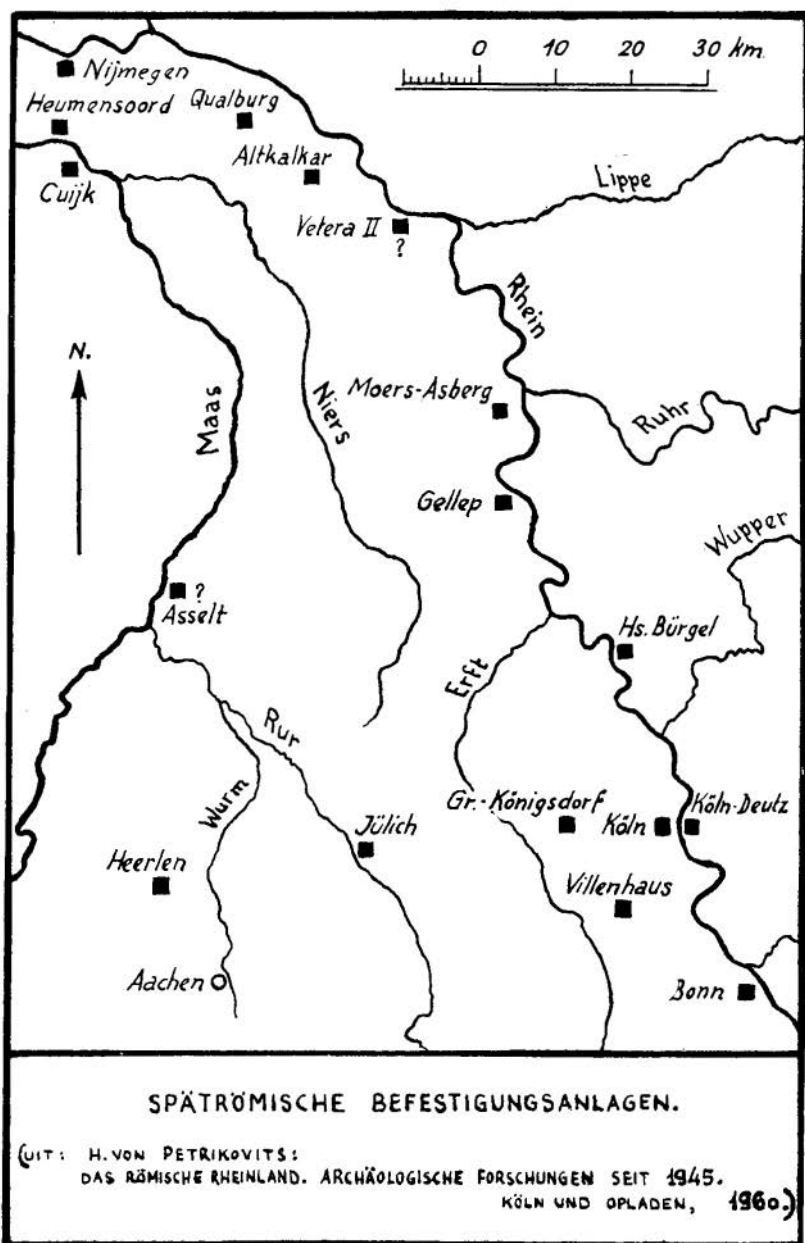 0 10 20 30 km.
Nijmegen
Heumensoord
Qualburg
Altkalkar
Cuijk
Vetera II
?
Lippe
Rhein
N.
Maas
Niers
Moers-Asberg
Ruhr
Gellep
Wupper
? 
Asselt
Hs. Bürgel
Erft
Rur
Wurm
Gr.-Königsdorf
Köln
Köln-Deutz
Jülich
Heerlen
Villenhaus
Aachen
Bonn
SPÄTRÖMISCHE BEFESTIGUNGSANLAGEN.
(UIT: H. VON PETRIKOVITS:
DAS RÖMISCHE RHEINLAND. ARCHÄOLOGISCHE FORSCHUNGEN SEIT 1945.
KÖLN UND OPLADEN, 1960.)